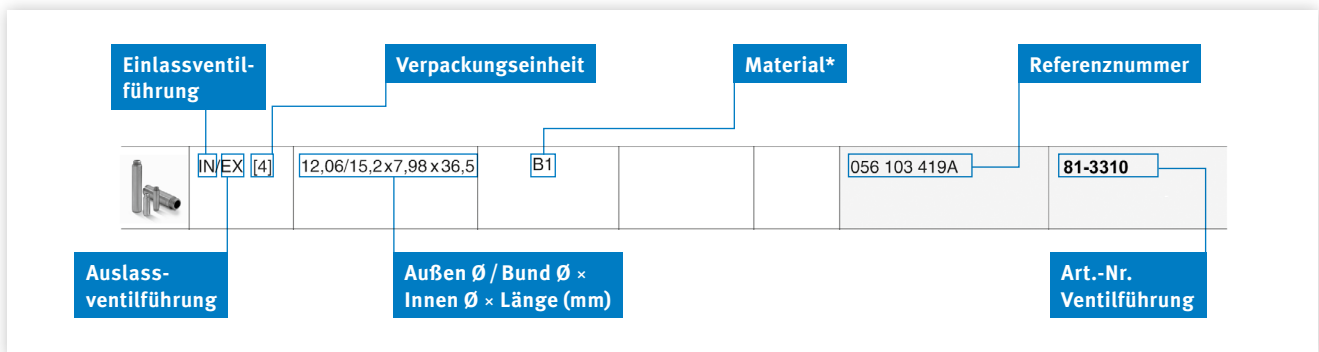 Einlassventil-
führung
Verpackungseinheit
Material*
Referenznummer
IN/EX [4]
12,06/15,2x7,98x36,5
B1
056 103 419A
81-3310
Auslass-
ventilführung
Außen Ø / Bund Ø ×
Innen Ø × Länge (mm)
Art.-Nr.
Ventilführung